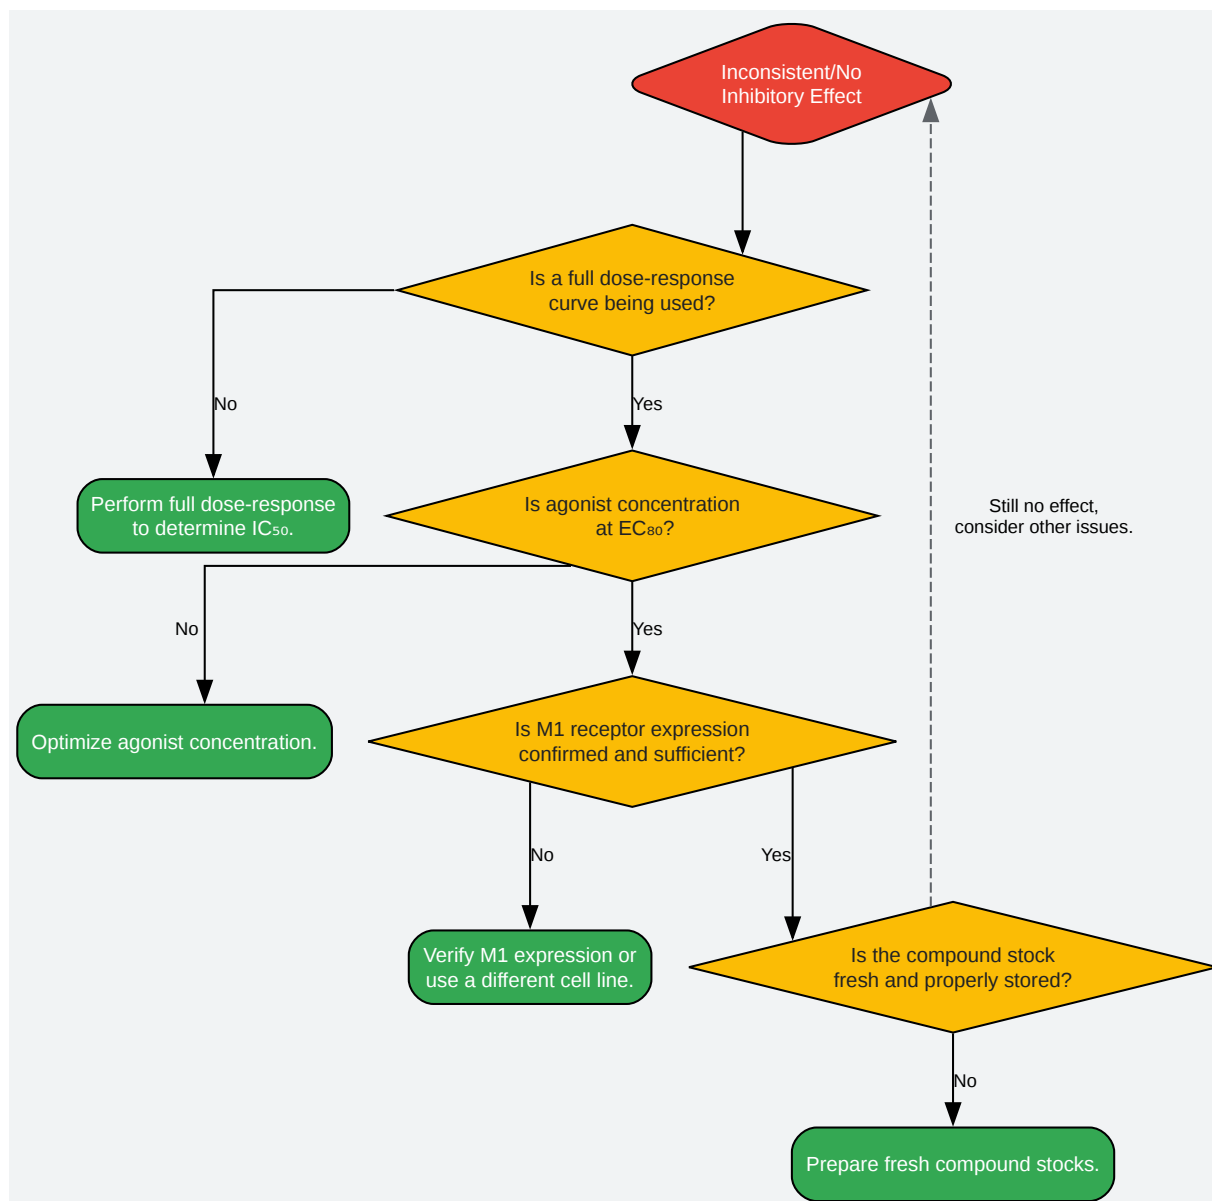 Inconsistent/No
Inhibitory Effect
Is a full dose-response
curve being used?
No
Yes
Perform full dose-response
to determine IC₅₀.
Is agonist concentration
at EC₈₀?
Still no effect,
consider other issues.
No
Yes
Optimize agonist concentration.
Is M1 receptor expression
confirmed and sufficient?
No
Yes
Verify M1 expression or
use a different cell line.
Is the compound stock
fresh and properly stored?
No
Prepare fresh compound stocks.